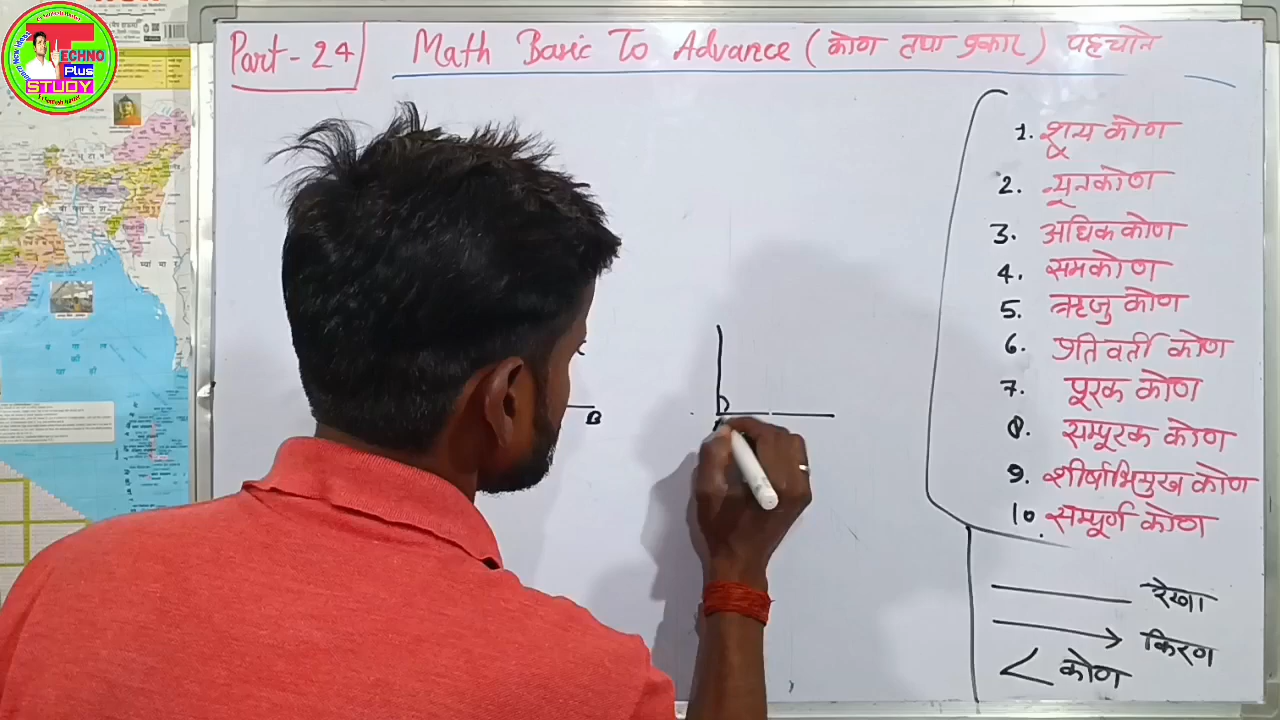 TECHNO
Plus
STUDY
Part - 24
Math Basic To Advance (कोण तथा प्रकार) पहचान
1. शून्य कोण
2. न्यूनकोण
3. अधिक कोण
4. समकोण
5. ऋजु कोण
6. प्रतिवर्ती कोण
7. पूरक कोण
8. सम्पूरक कोण
9. शीर्षाभिमुख कोण
10. सम्पूर्ण कोण
रेखा
किरण
कोण
B